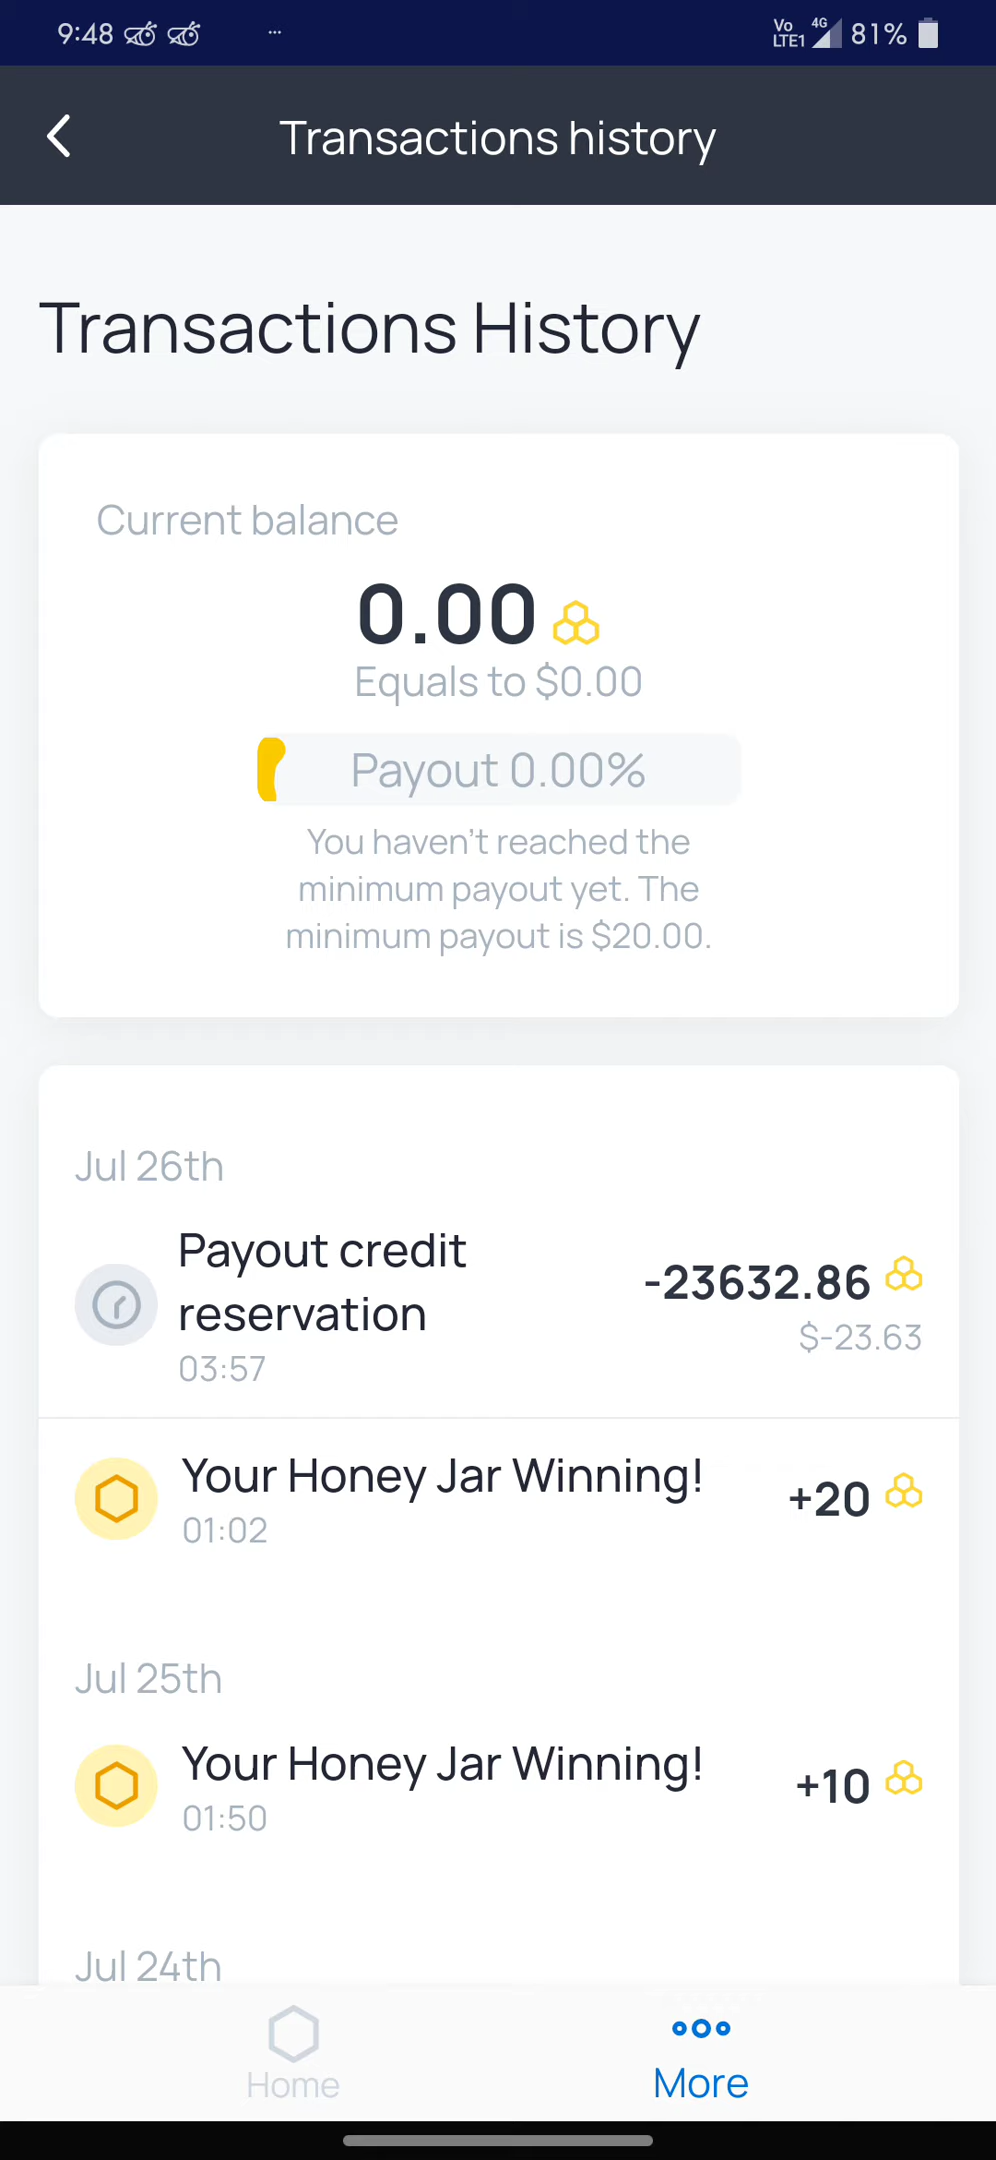 9:48 ... Vo LTE1 4G 81%
Transactions history
Transactions History
Current balance
0.00
Equals to $0.00
Payout 0.00%
You haven't reached the
minimum payout yet. The
minimum payout is $20.00.
Jul 26th
Payout credit
reservation
-23632.86
$-23.63
03:57
Your Honey Jar Winning!
+20
01:02
Jul 25th
Your Honey Jar Winning!
+10
01:50
Jul 24th
Home
More